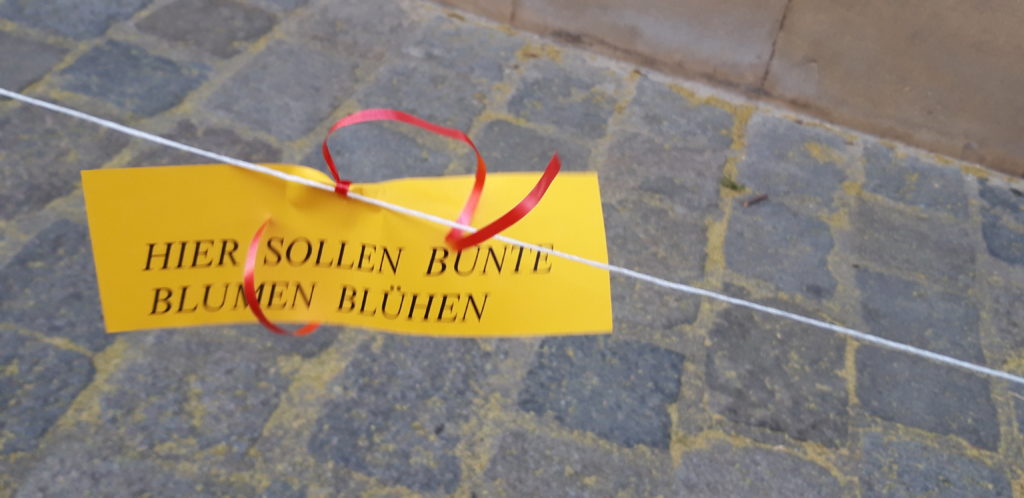 HIER SOLLEN BUNTE
BLUMEN BLÜHEN